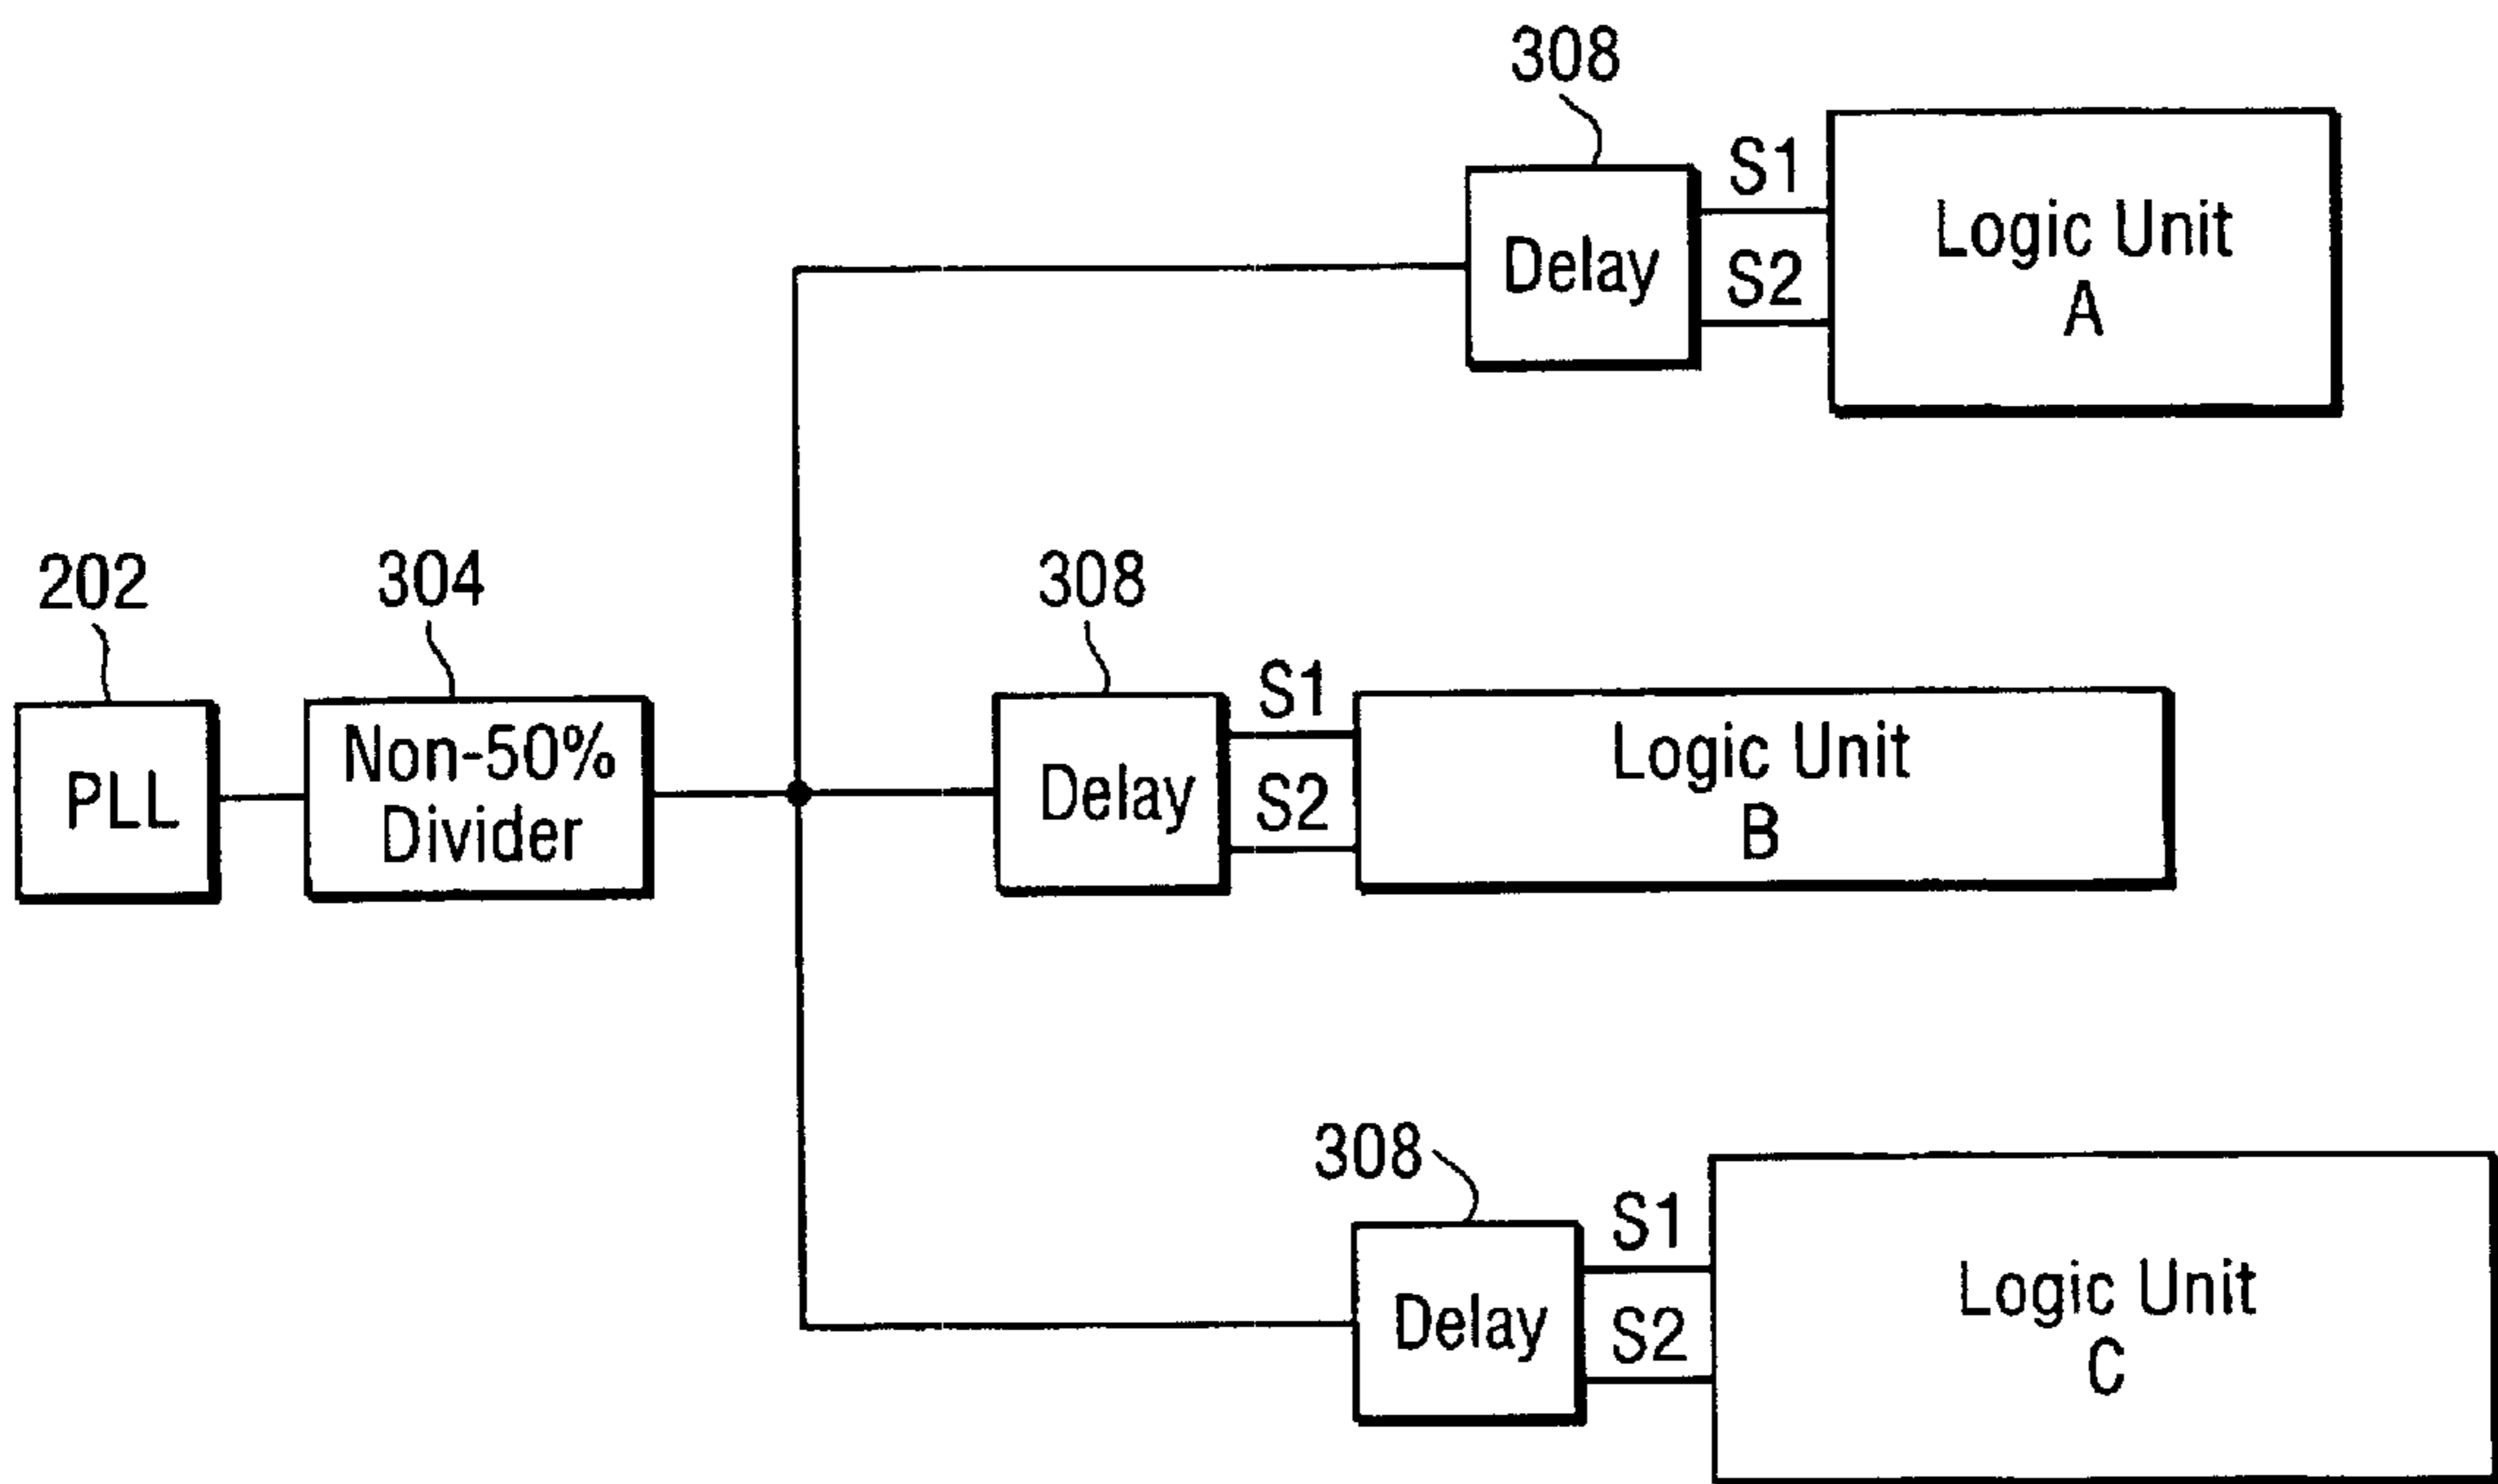 308
S1
Logic Unit
A
Delay
S2
202
304
308
PLL
Non-50%
Divider
Delay
S1
S2
Logic Unit
B
308
Delay
S1
S2
Logic Unit
C